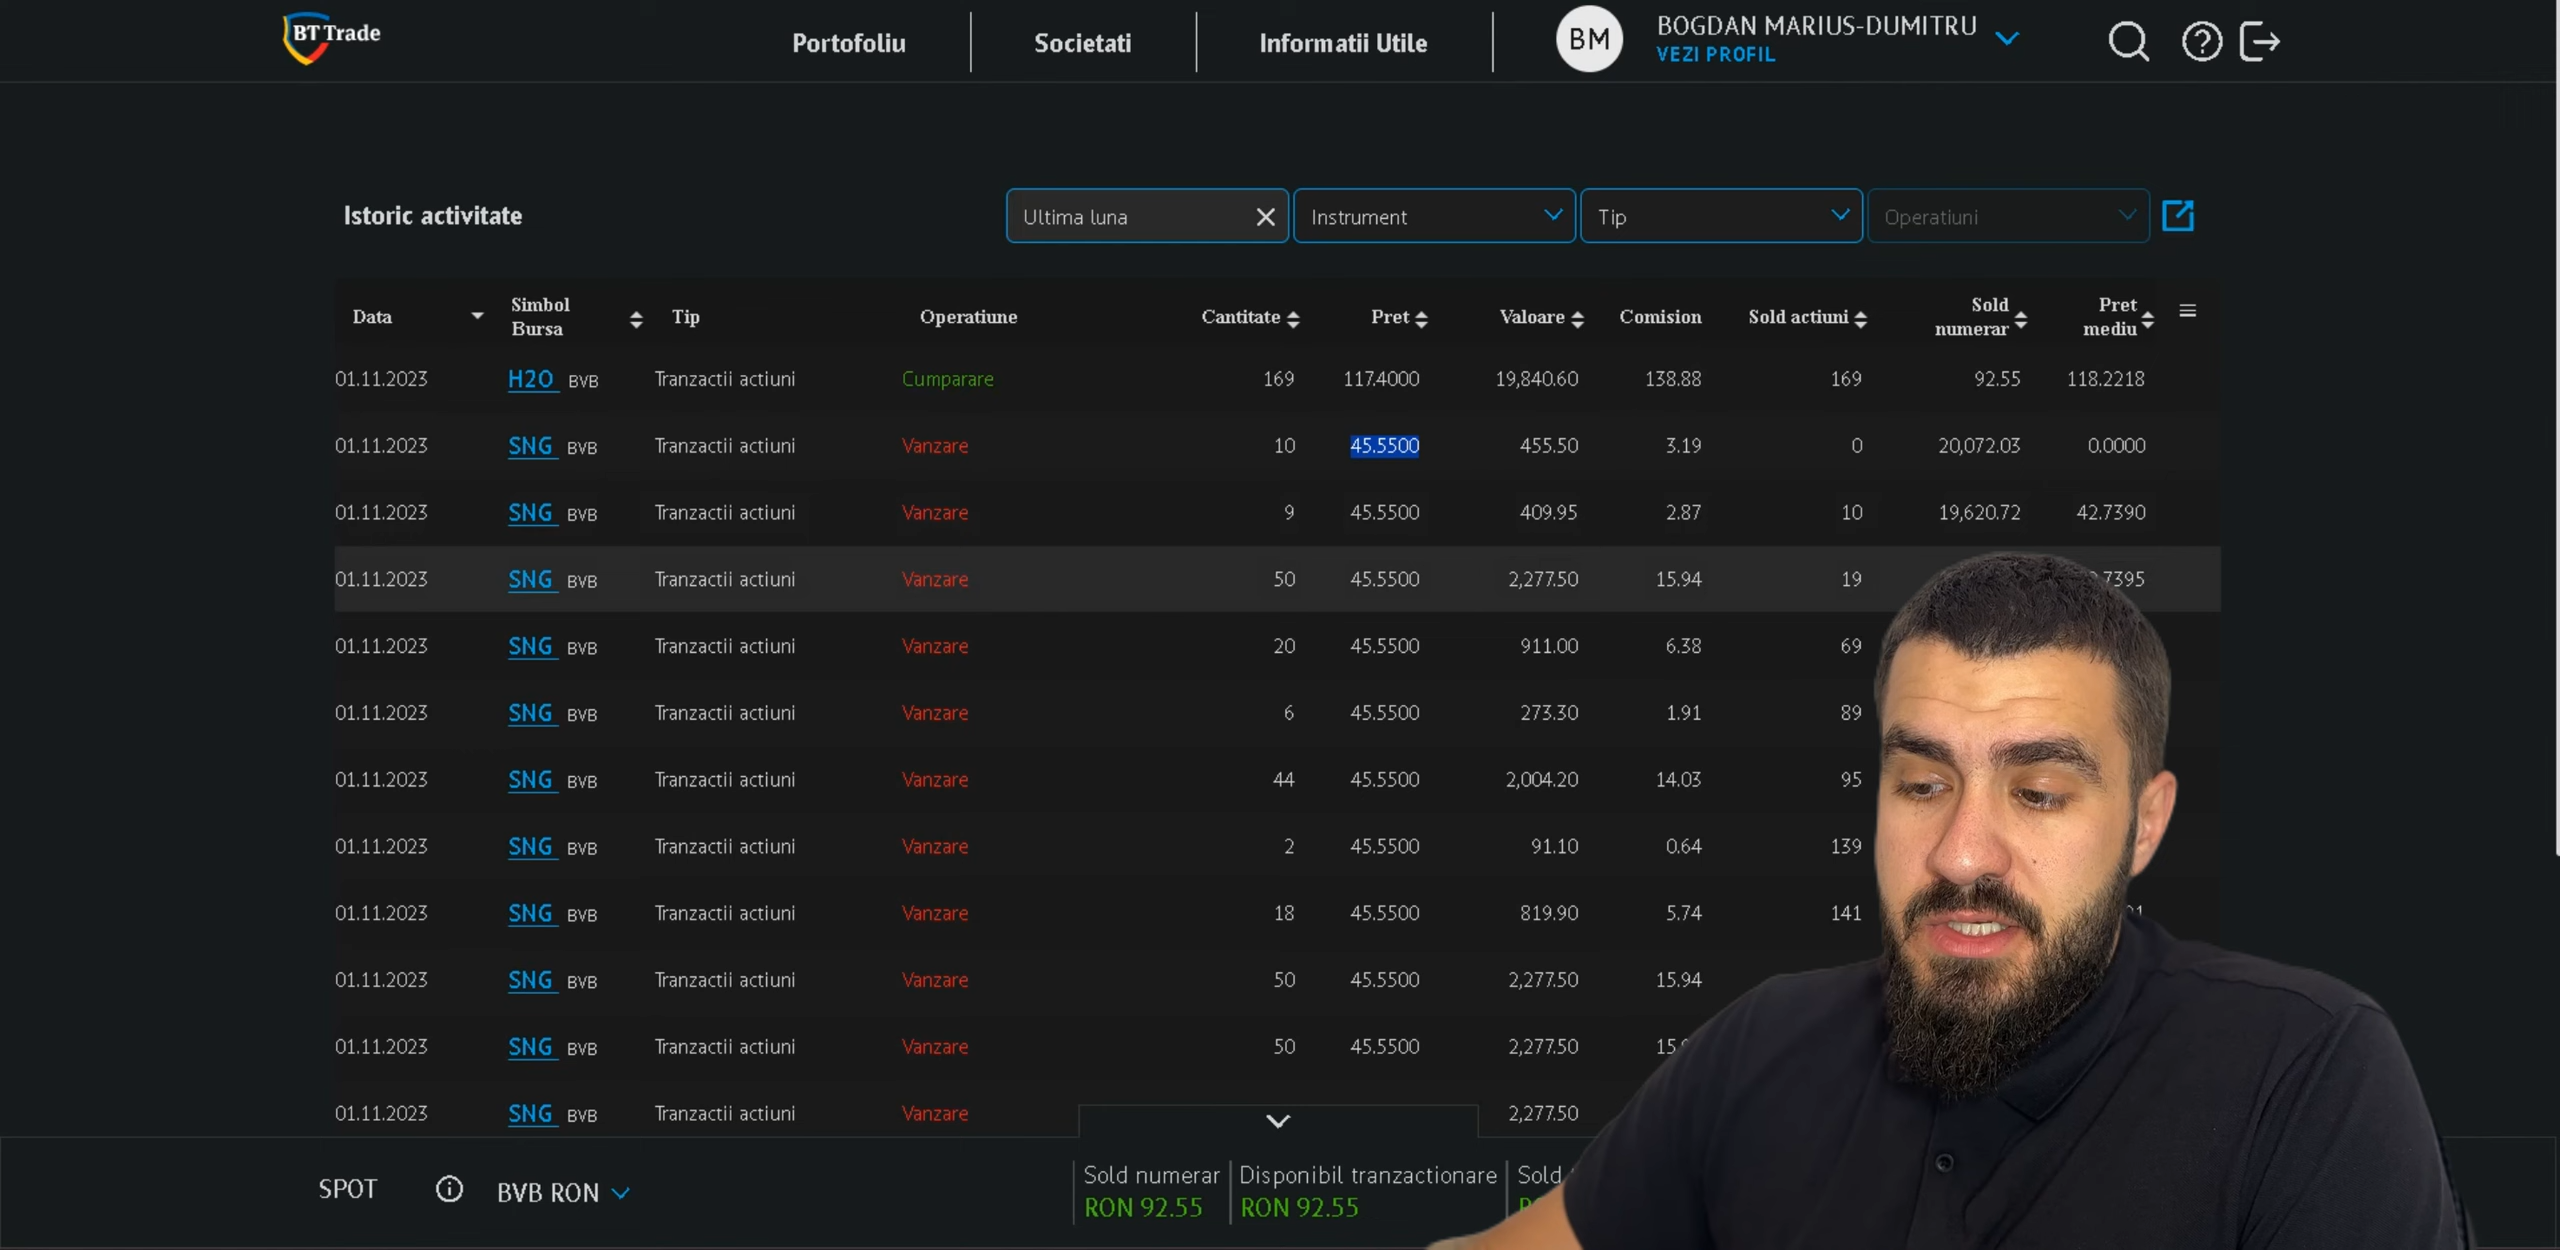 BT Trade
Portofoliu
Societati
Informatii Utile
BM
BOGDAN MARIUS-DUMITRU
VEZI PROFIL
Istoric activitate
Ultima luna
Instrument
Tip
Operatiuni
Data Simbol Bursa Tip Operatiune Cantitate Pret Valoare Comision Sold actiuni Sold numerar Pret mediu
01.11.2023 H2O BVB Tranzactii actiuni Cumparare 169 117.4000 19,840.60 138.88 169 92.55 118.2218
01.11.2023 SNG BVB Tranzactii actiuni Vanzare 10 45.5500 455.50 3.19 0 20,072.03 0.0000
01.11.2023 SNG BVB Tranzactii actiuni Vanzare 9 45.5500 409.95 2.87 10 19,620.72 42.7390
01.11.2023 SNG BVB Tranzactii actiuni Vanzare 50 45.5500 2,277.50 15.94 19
01.11.2023 SNG BVB Tranzactii actiuni Vanzare 20 45.5500 911.00 6.38 69
01.11.2023 SNG BVB Tranzactii actiuni Vanzare 6 45.5500 273.30 1.91 89
01.11.2023 SNG BVB Tranzactii actiuni Vanzare 44 45.5500 2,004.20 14.03 95
01.11.2023 SNG BVB Tranzactii actiuni Vanzare 2 45.5500 91.10 0.64 139
01.11.2023 SNG BVB Tranzactii actiuni Vanzare 18 45.5500 819.90 5.74 141
01.11.2023 SNG BVB Tranzactii actiuni Vanzare 50 45.5500 2,277.50 15.94
01.11.2023 SNG BVB Tranzactii actiuni Vanzare 50 45.5500 2,277.50
01.11.2023 SNG BVB Tranzactii actiuni Vanzare 2,277.50
SPOT
BVB RON
Sold numerar Disponibil tranzactionare Sold
RON 92.55 RON 92.55